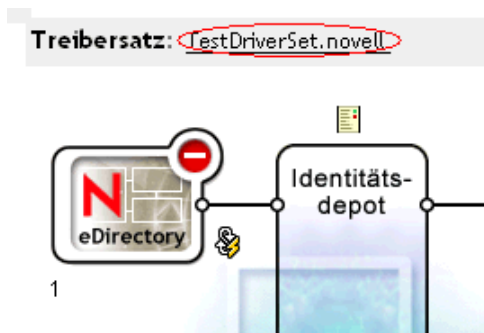 Treibersatz: TestDriverSet.novell
Identitäts-
depot
N
eDirectory
1